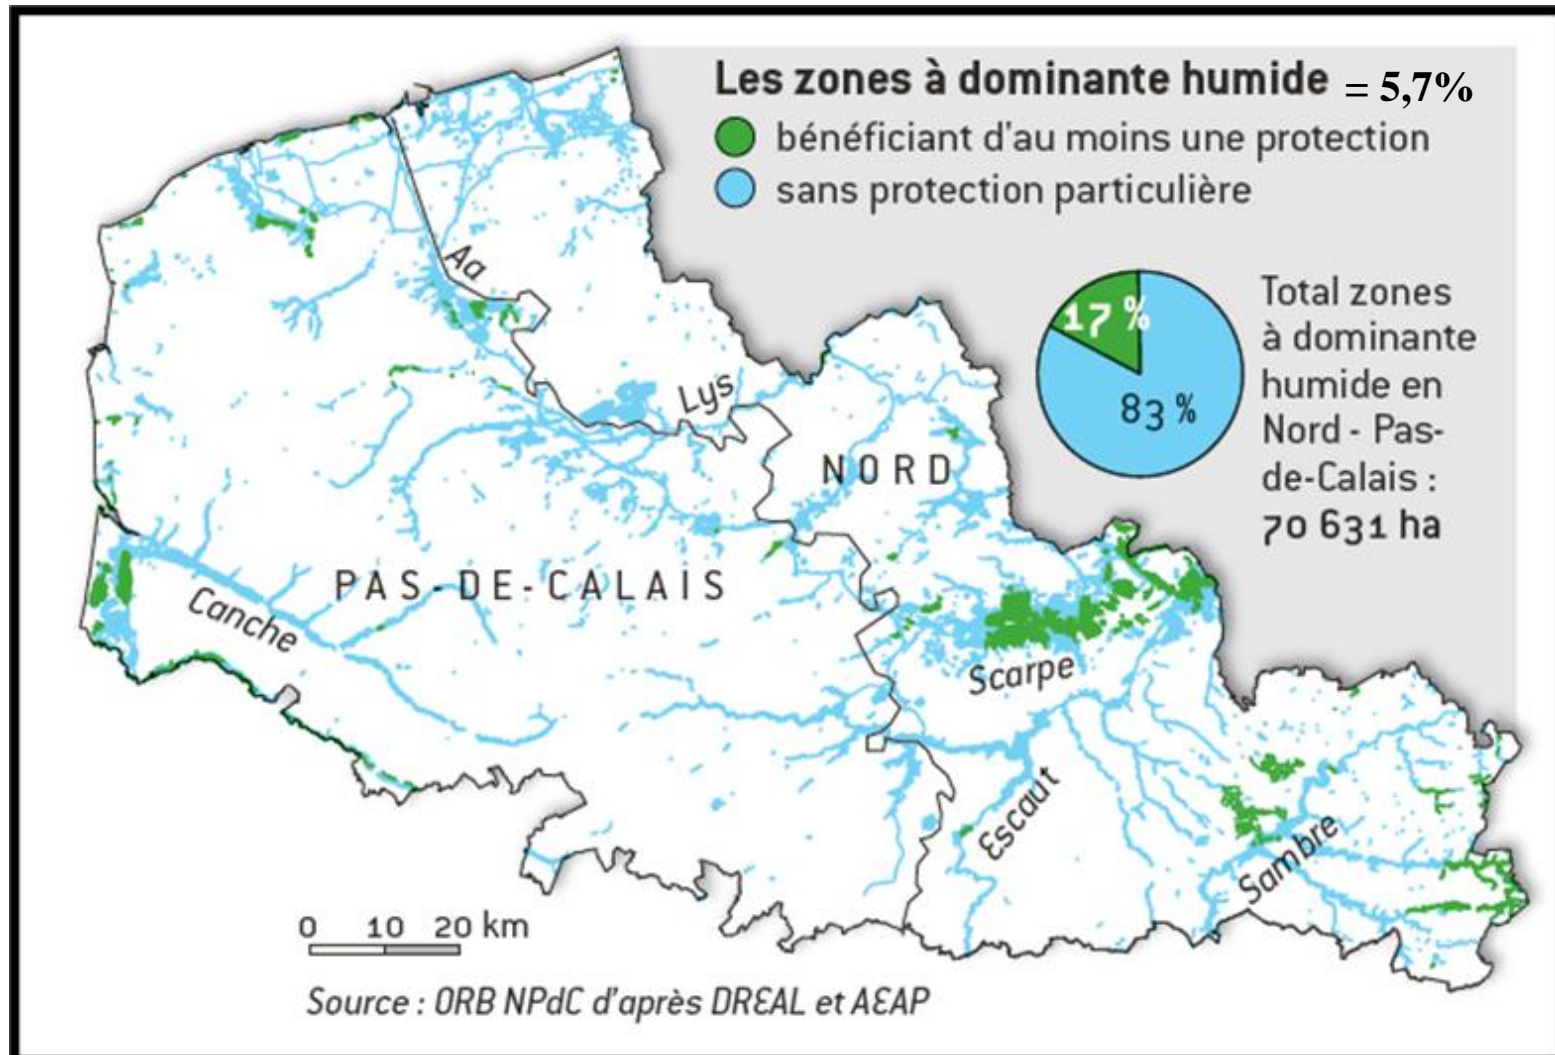 Les zones à dominante humide = 5,7%
bénéficiant d'au moins une protection
sans protection particulière
17 %
83 %
Total zones
à dominante
humide en
Nord - Pas-
de-Calais :
70 631 ha
Aa
Lys
NORD
PAS-DE-CALAIS
Canche
Scarpe
Escaut
Sambre
0 10 20 km
Source : ORB NPdC d'après DREAL et AEAP